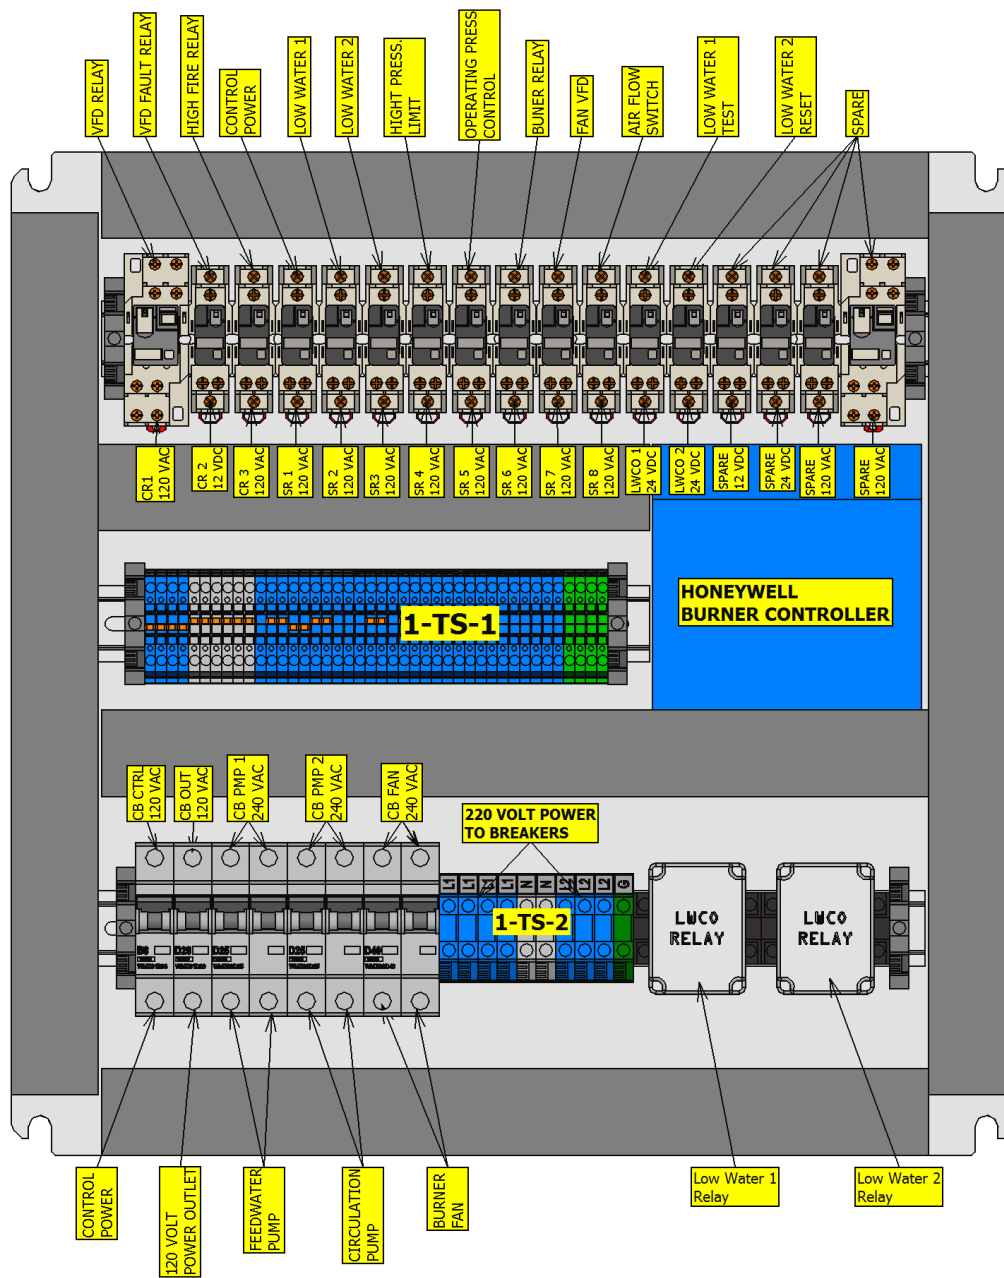 VFD RELAY
VFD FAULT RELAY
HIGH FIRE RELAY
CONTROL
POWER
LOW WATER 1
LOW WATER 2
HIGHT PRESS.
LIMIT
OPERATING PRESS
CONTROL
BUNER RELAY
FAN VFD
AIR FLOW
SWITCH
LOW WATER 1
TEST
LOW WATER 2
RESET
SPARE
CR1
120 VAC
CR 2
12 VDC
CR 3
120 VAC
SR 1
120 VAC
SR 2
120 VAC
SR3
120 VAC
SR 4
120 VAC
SR 5
120 VAC
SR 6
120 VAC
SR 7
120 VAC
SR 8
120 VAC
LWCO 1
24 VDC
LWCO 2
24 VDC
SPARE
12 VDC
SPARE
24 VDC
SPARE
120 VAC
SPARE
120 VAC
1-TS-1
HONEYWELL
BURNER CONTROLLER
CB CTRL
120 VAC
CB OUT
120 VAC
CB PMP 1
240 VAC
CB PMP 2
240 VAC
CB FAN
240 VAC
220 VOLT POWER
TO BREAKERS
L1 L1 L1 L1 N N L2 L2 L2 G
1-TS-2
D25
D40
LWCO
RELAY
LWCO
RELAY
CONTROL
POWER
120 VOLT
POWER OUTLET
FEEDWATER
PUMP
CIRCULATION
PUMP
BURNER
FAN
Low Water 1
Relay
Low Water 2
Relay